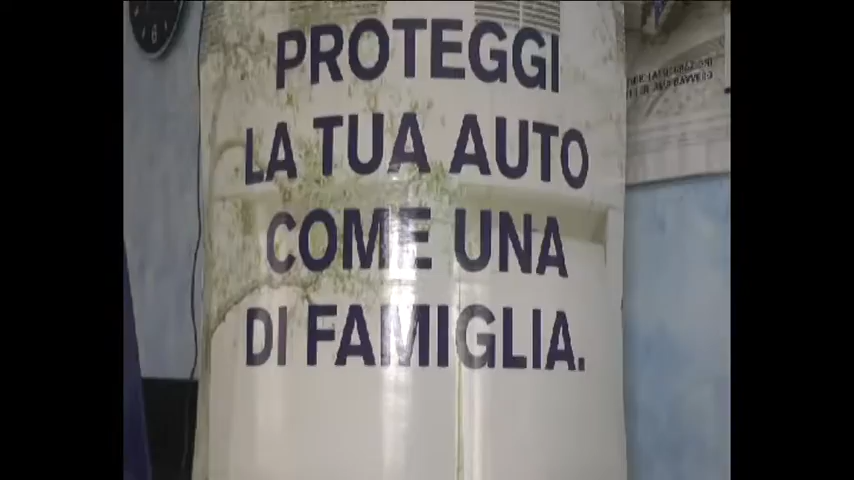 PROTEGGI
LA TUA AUTO
COME UNA
DI FAMIGLIA.